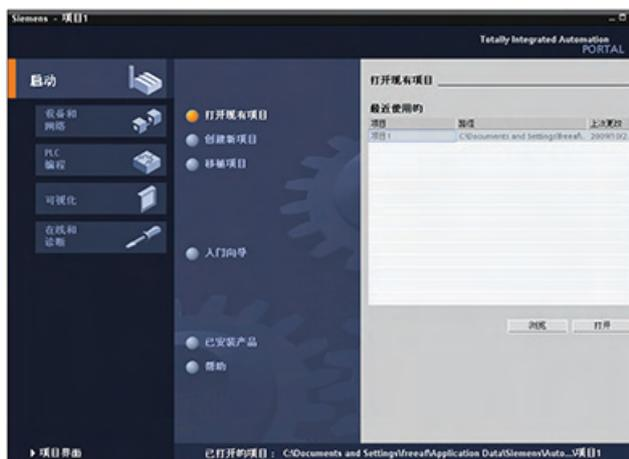 Siemens - 项目1
Totally Integrated Automation
PORTAL
启动
设备和
网络
PLC
编程
可视化
在线和
诊断
打开现有项目
创建新项目
移植项目
入门向导
已安装产品
帮助
打开现有项目
最近使用的
项目 路径 上次更改
项目1 C:\Documents and Settings\freeaf\.. 2009/10/2
浏览 打开
项目界面
已打开的项目: C:\Documents and Settings\freeaf\Application Data\Siemens\Auto...\项目1